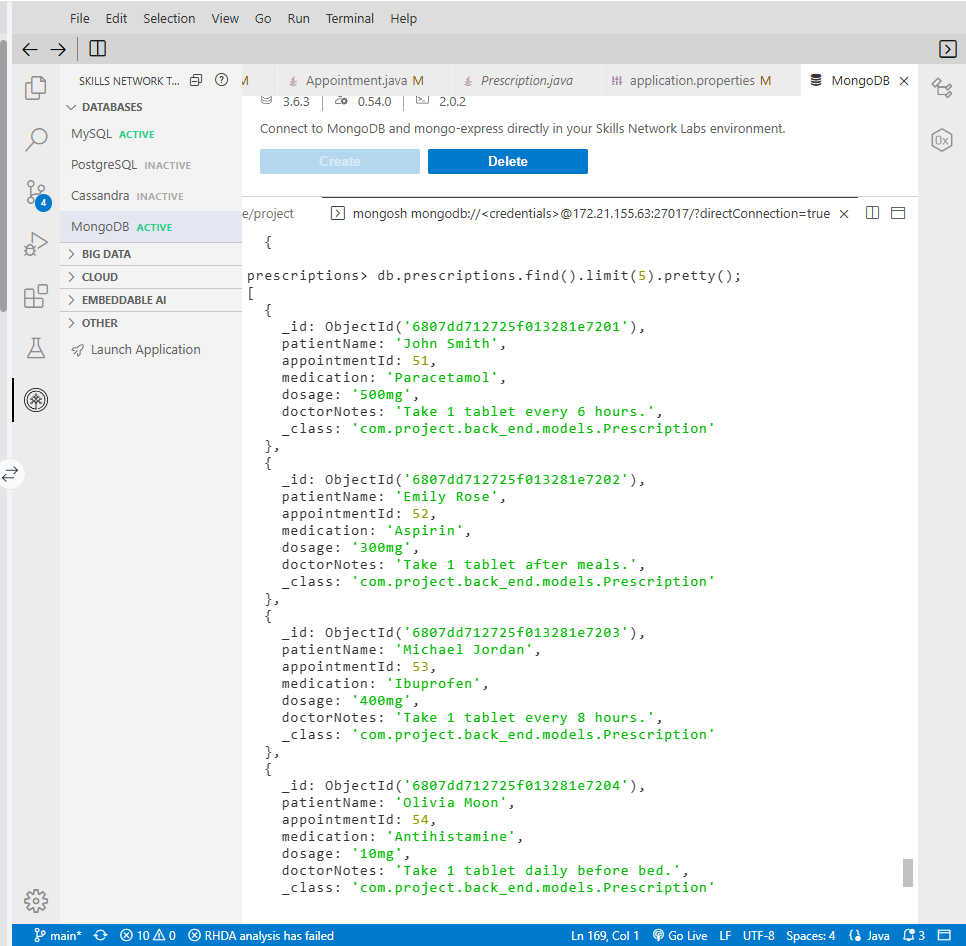 File Edit Selection View Go Run Terminal Help
SKILLS NETWORK T...
M Appointment.java M Prescription.java application.properties M MongoDB
DATABASES
MySQL ACTIVE
PostgreSQL INACTIVE
Cassandra INACTIVE
MongoDB ACTIVE
BIG DATA
CLOUD
EMBEDDABLE AI
OTHER
Launch Application
4
3.6.3 0.54.0 2.0.2
Connect to MongoDB and mongo-express directly in your Skills Network Labs environment.
Create Delete
e/project mongosh mongodb://<credentials>@172.21.155.63:27017/?directConnection=true
{
prescriptions> db.prescriptions.find().limit(5).pretty();
[
{
_id: ObjectId('6807dd712725f013281e7201'),
patientName: 'John Smith',
appointmentId: 51,
medication: 'Paracetamol',
dosage: '500mg',
doctorNotes: 'Take 1 tablet every 6 hours.',
_class: 'com.project.back_end.models.Prescription'
},
{
_id: ObjectId('6807dd712725f013281e7202'),
patientName: 'Emily Rose',
appointmentId: 52,
medication: 'Aspirin',
dosage: '300mg',
doctorNotes: 'Take 1 tablet after meals.',
_class: 'com.project.back_end.models.Prescription'
},
{
_id: ObjectId('6807dd712725f013281e7203'),
patientName: 'Michael Jordan',
appointmentId: 53,
medication: 'Ibuprofen',
dosage: '400mg',
doctorNotes: 'Take 1 tablet every 8 hours.',
_class: 'com.project.back_end.models.Prescription'
},
{
_id: ObjectId('6807dd712725f013281e7204'),
patientName: 'Olivia Moon',
appointmentId: 54,
medication: 'Antihistamine',
dosage: '10mg',
doctorNotes: 'Take 1 tablet daily before bed.',
_class: 'com.project.back_end.models.Prescription'
0x
main* 10 0 RHDA analysis has failed Ln 169, Col 1 Go Live LF UTF-8 Spaces: 4 Java 3